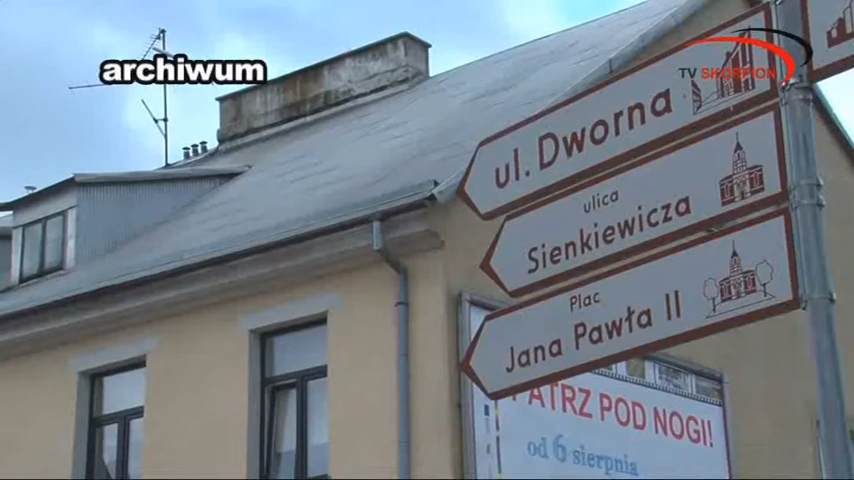 archiwum
TV SKORPION
ul. Dworna
ulica
Sienkiewicza
Plac
Jana Pawła II
PATRZ POD NOGI!
od 6 sierpnia